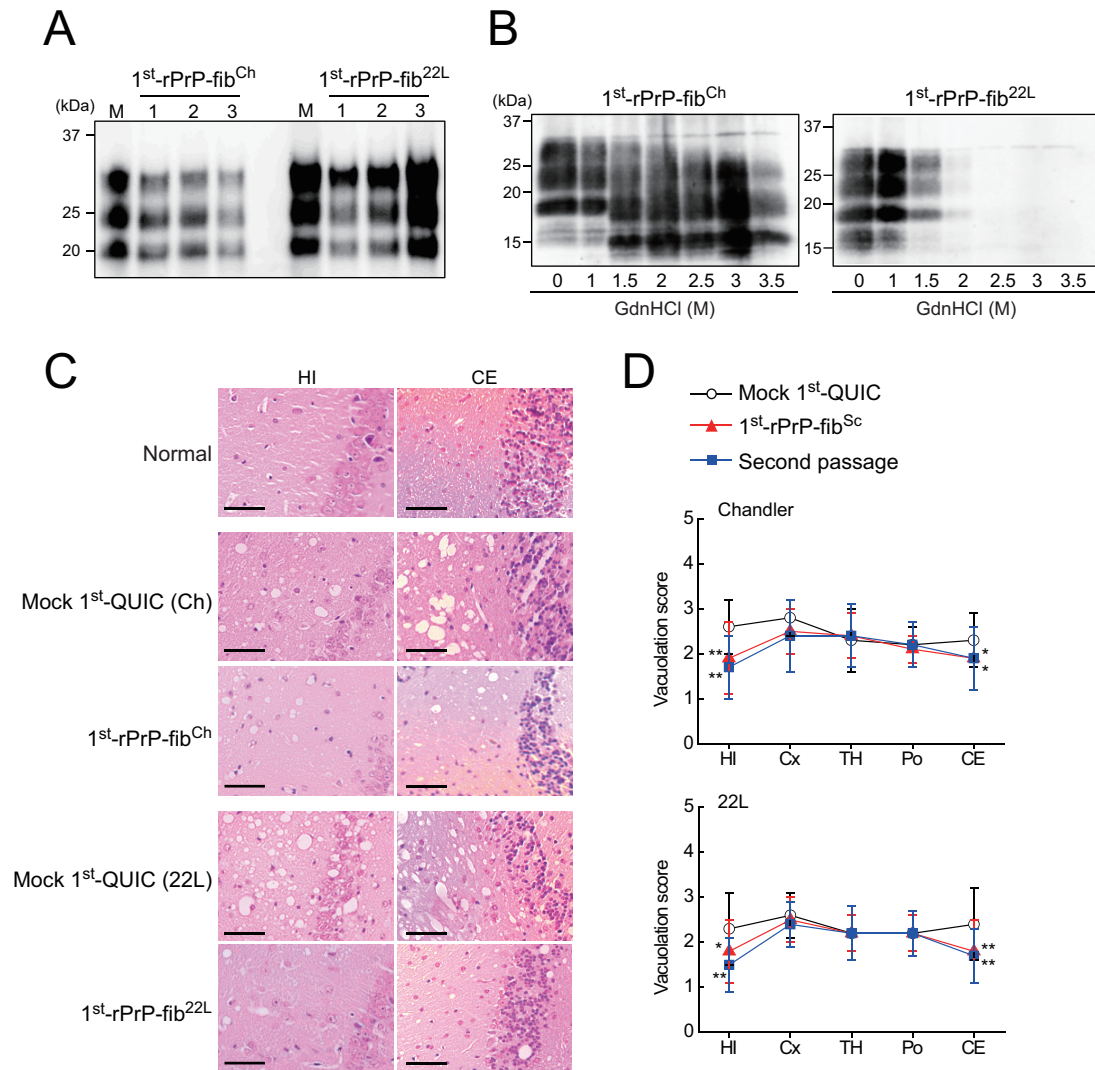 A
1st-rPrP-fibCh 1st-rPrP-fib22L
(kDa) M 1 2 3 M 1 2 3
37
25
20
B
(kDa) 1st-rPrP-fibCh 1st-rPrP-fib22L
37 37
25 25
20 20
15 15
0 1 1.5 2 2.5 3 3.5 0 1 1.5 2 2.5 3 3.5
GdnHCl (M) GdnHCl (M)
C
HI CE
Normal
Mock 1st-QUIC (Ch)
1st-rPrP-fibCh
Mock 1st-QUIC (22L)
1st-rPrP-fib22L
D
Mock 1st-QUIC
1st-rPrP-fibSc
Second passage
Chandler
Vacuolation score
5
4
3
2
1
0
** *
** *
HI Cx TH Po CE
22L
Vacuolation score
5
4
3
2
1
0
* **
** **
HI Cx TH Po CE